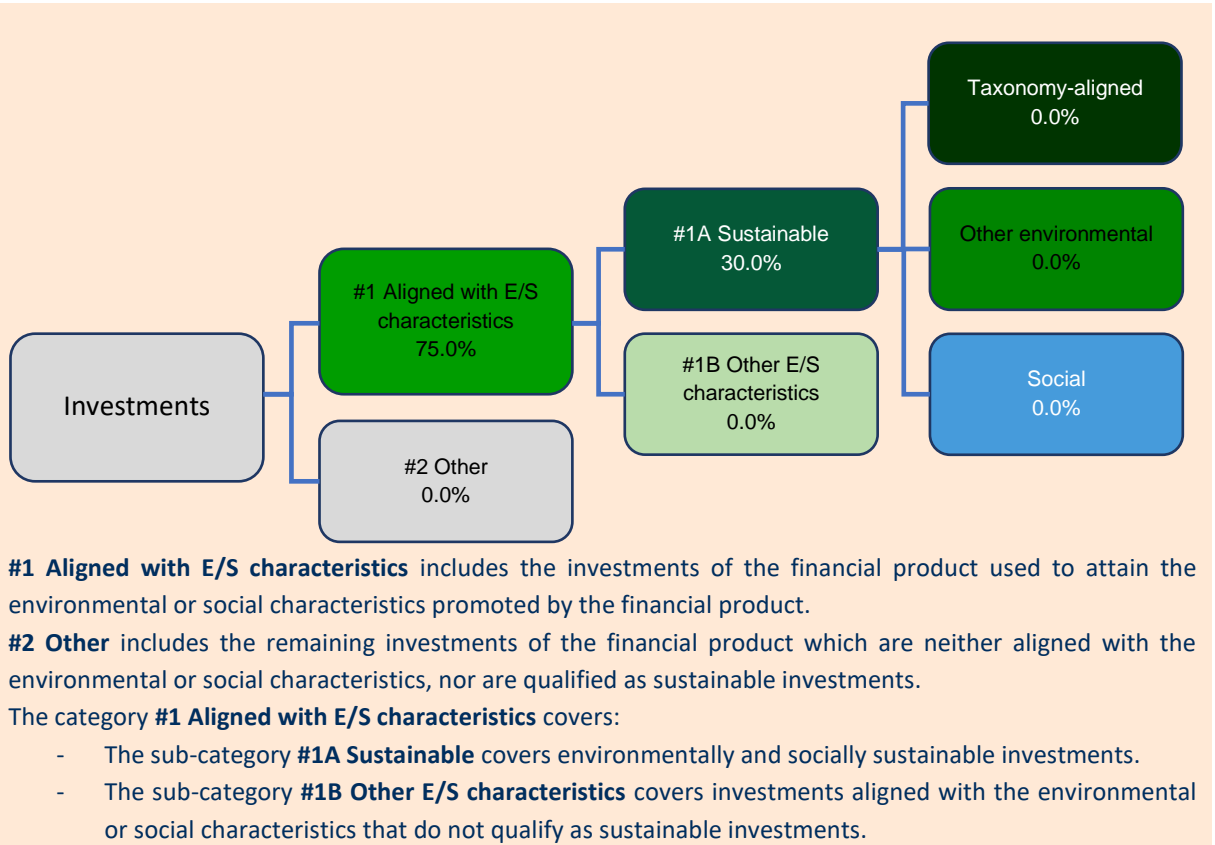 Investments
#1 Aligned with E/S
characteristics
75.0%
#2 Other
0.0%
#1A Sustainable
30.0%
#1B Other E/S
characteristics
0.0%
Taxonomy-aligned
0.0%
Other environmental
0.0%
Social
0.0%
#1 Aligned with E/S characteristics includes the investments of the financial product used to attain the
environmental or social characteristics promoted by the financial product.
#2 Other includes the remaining investments of the financial product which are neither aligned with the
environmental or social characteristics, nor are qualified as sustainable investments.
The category #1 Aligned with E/S characteristics covers:
- The sub-category #1A Sustainable covers environmentally and socially sustainable investments.
- The sub-category #1B Other E/S characteristics covers investments aligned with the environmental
or social characteristics that do not qualify as sustainable investments.